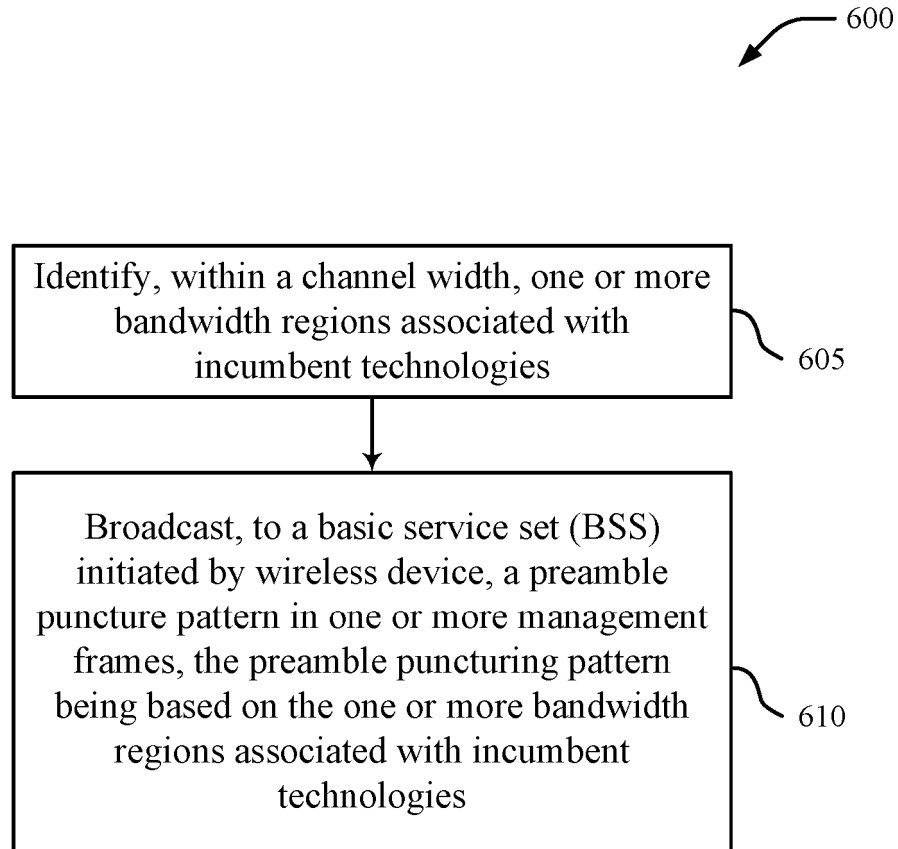 600
Identify, within a channel width, one or more
bandwidth regions associated with
incumbent technologies
605
Broadcast, to a basic service set (BSS)
initiated by wireless device, a preamble
puncture pattern in one or more management
frames, the preamble puncturing pattern
being based on the one or more bandwidth
regions associated with incumbent
technologies
610